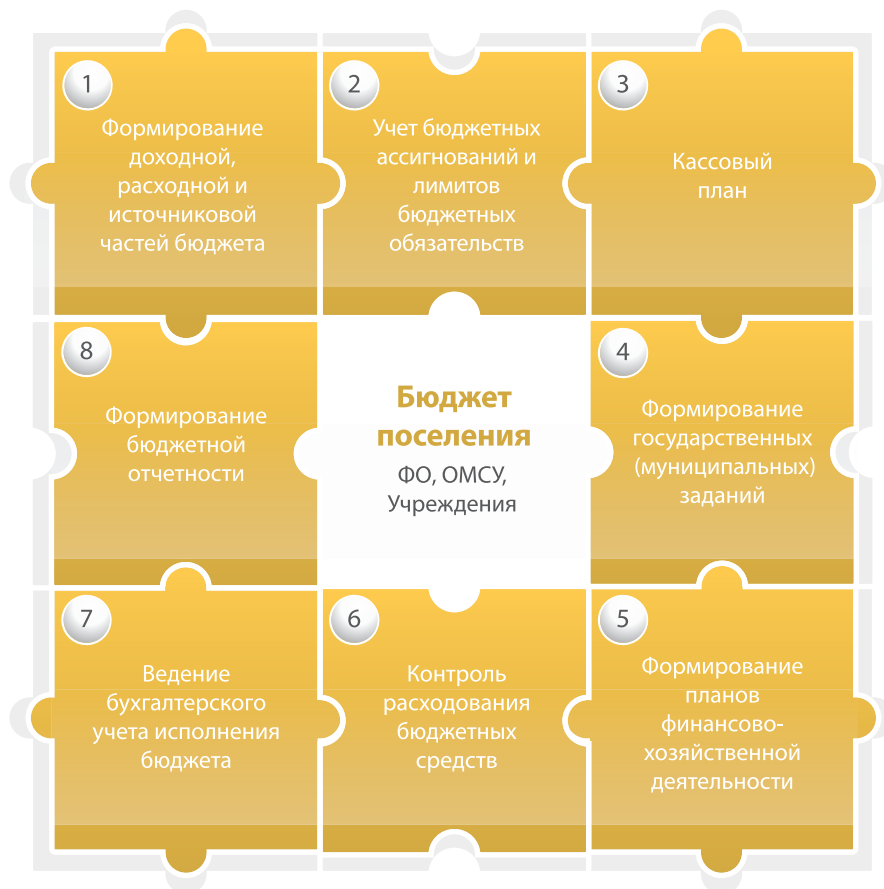 1
Формирование
доходной,
расходной и
источниковой
частей бюджета
2
Учет бюджетных
ассигнований и
лимитов
бюджетных
обязательств
3
Кассовый
план
8
Формирование
бюджетной
отчетности
Бюджет
поселения
ФО, ОМСУ,
Учреждения
4
Формирование
государственных
(муниципальных)
заданий
7
Ведение
бухгалтерского
учета исполнения
бюджета
6
Контроль
расходования
бюджетных
средств
5
Формирование
планов
финансово-
хозяйственной
деятельности